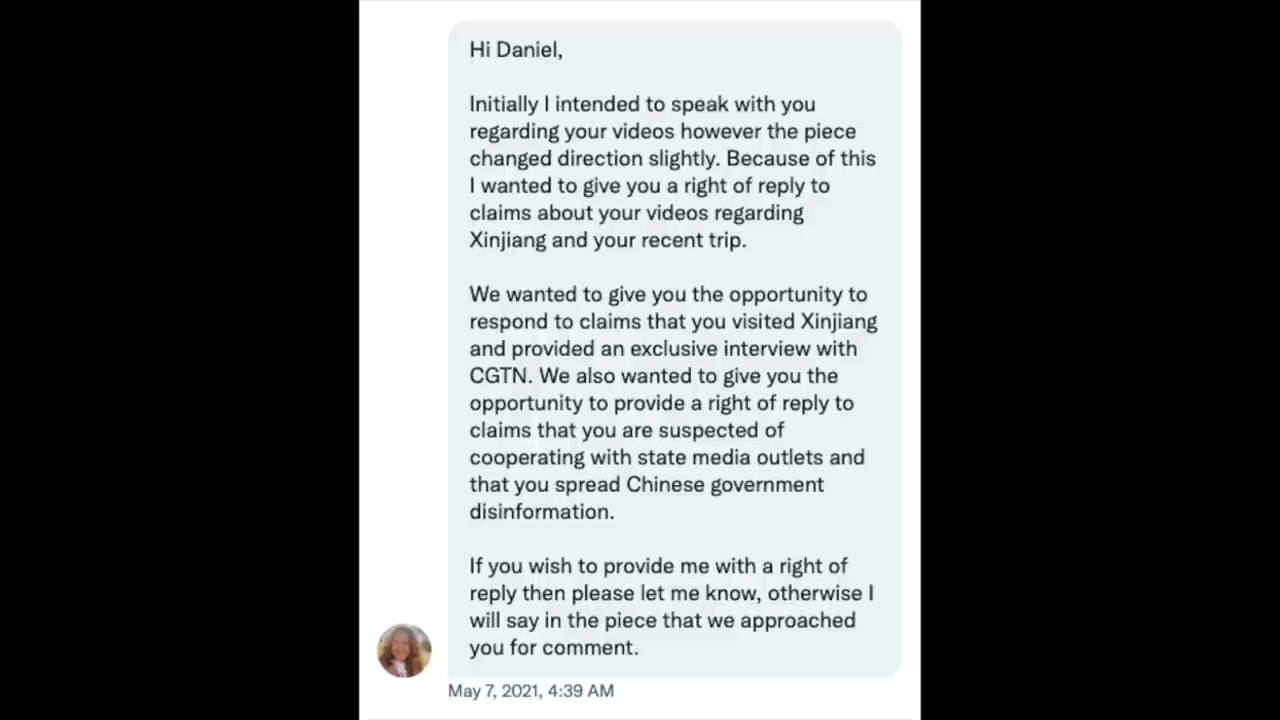 Hi Daniel,
Initially I intended to speak with you
regarding your videos however the piece
changed direction slightly. Because of this
I wanted to give you a right of reply to
claims about your videos regarding
Xinjiang and your recent trip.
We wanted to give you the opportunity to
respond to claims that you visited Xinjiang
and provided an exclusive interview with
CGTN. We also wanted to give you the
opportunity to provide a right of reply to
claims that you are suspected of
cooperating with state media outlets and
that you spread Chinese government
disinformation.
If you wish to provide me with a right of
reply then please let me know, otherwise I
will say in the piece that we approached
you for comment.
May 7, 2021, 4:39 AM